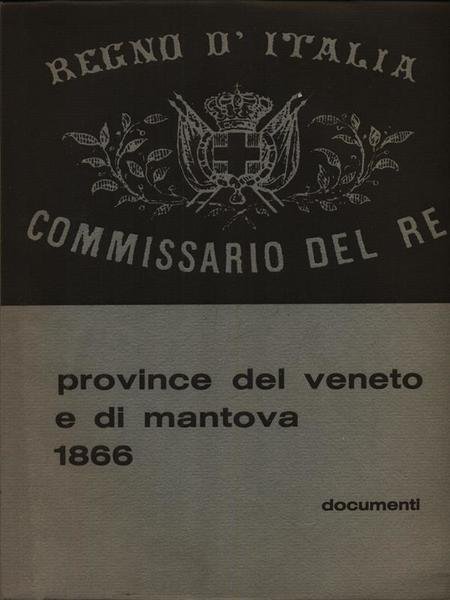 REGNO D' ITALIA
COMMISSARIO DEL RE
province del veneto
e di mantova
1866
documenti